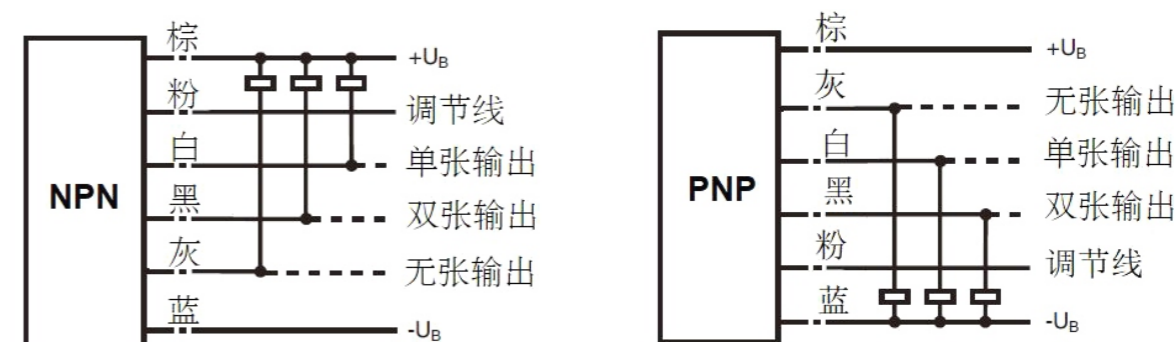 NPN
棕 +UB
粉 调节线
白 单张输出
黑 双张输出
灰 无张输出
蓝 -UB
PNP
棕 +UB
灰 无张输出
白 单张输出
黑 双张输出
粉 调节线
蓝 -UB